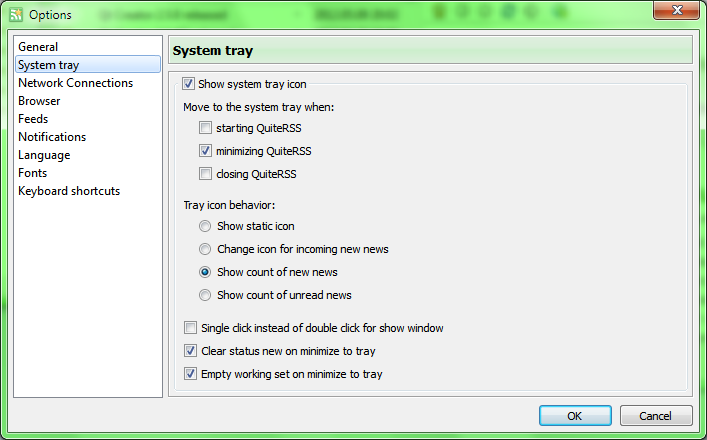 Options
General
System tray
Network Connections
Browser
Feeds
Notifications
Language
Fonts
Keyboard shortcuts
System tray
Show system tray icon
Move to the system tray when:
starting QuiteRSS
minimizing QuiteRSS
closing QuiteRSS
Tray icon behavior:
Show static icon
Change icon for incoming new news
Show count of new news
Show count of unread news
Single click instead of double click for show window
Clear status new on minimize to tray
Empty working set on minimize to tray
OK
Cancel